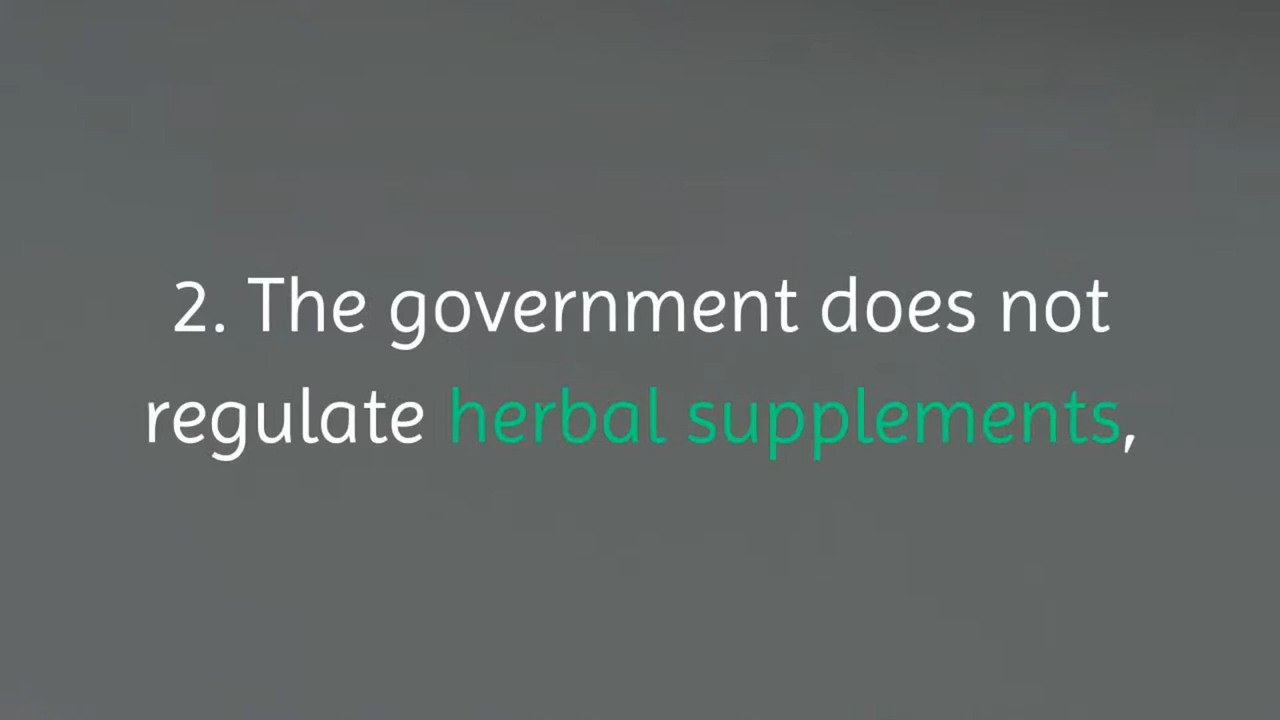 2. The government does not
regulate herbal supplements,